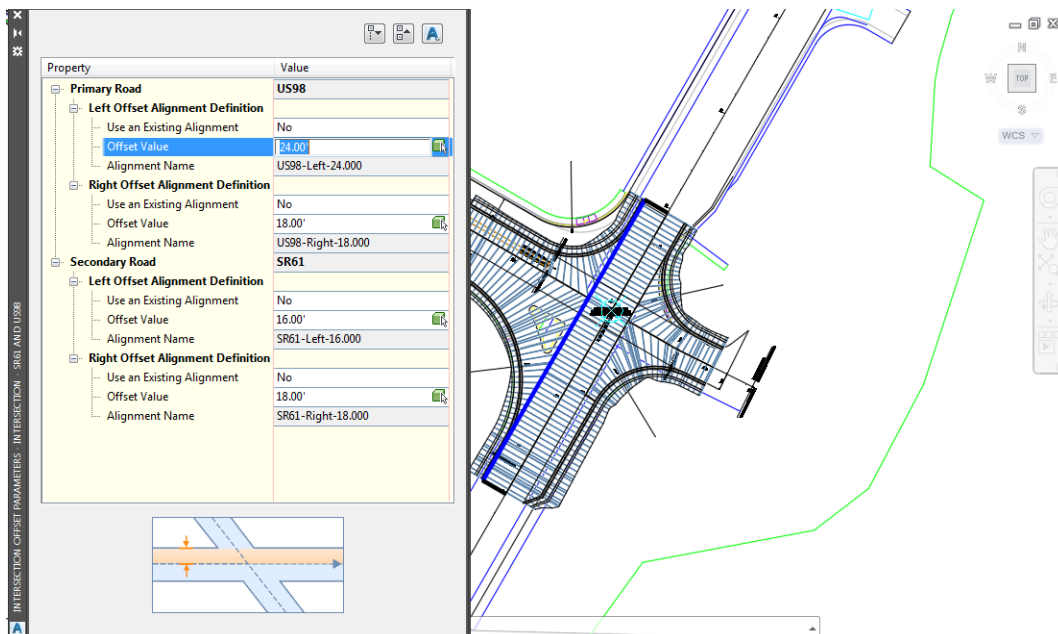 Property Value
Primary Road US98
Left Offset Alignment Definition
Use an Existing Alignment No
Offset Value 24.00'
Alignment Name US98-Left-24.000
Right Offset Alignment Definition
Use an Existing Alignment No
Offset Value 18.00'
Alignment Name US98-Right-18.000
Secondary Road SR61
Left Offset Alignment Definition
Use an Existing Alignment No
Offset Value 16.00'
Alignment Name SR61-Left-16.000
Right Offset Alignment Definition
Use an Existing Alignment No
Offset Value 18.00'
Alignment Name SR61-Right-18.000
INTERSECTION OFFSET PARAMETERS - INTERSECTION - SR61 AND US98
N
W TOP E
S
WCS